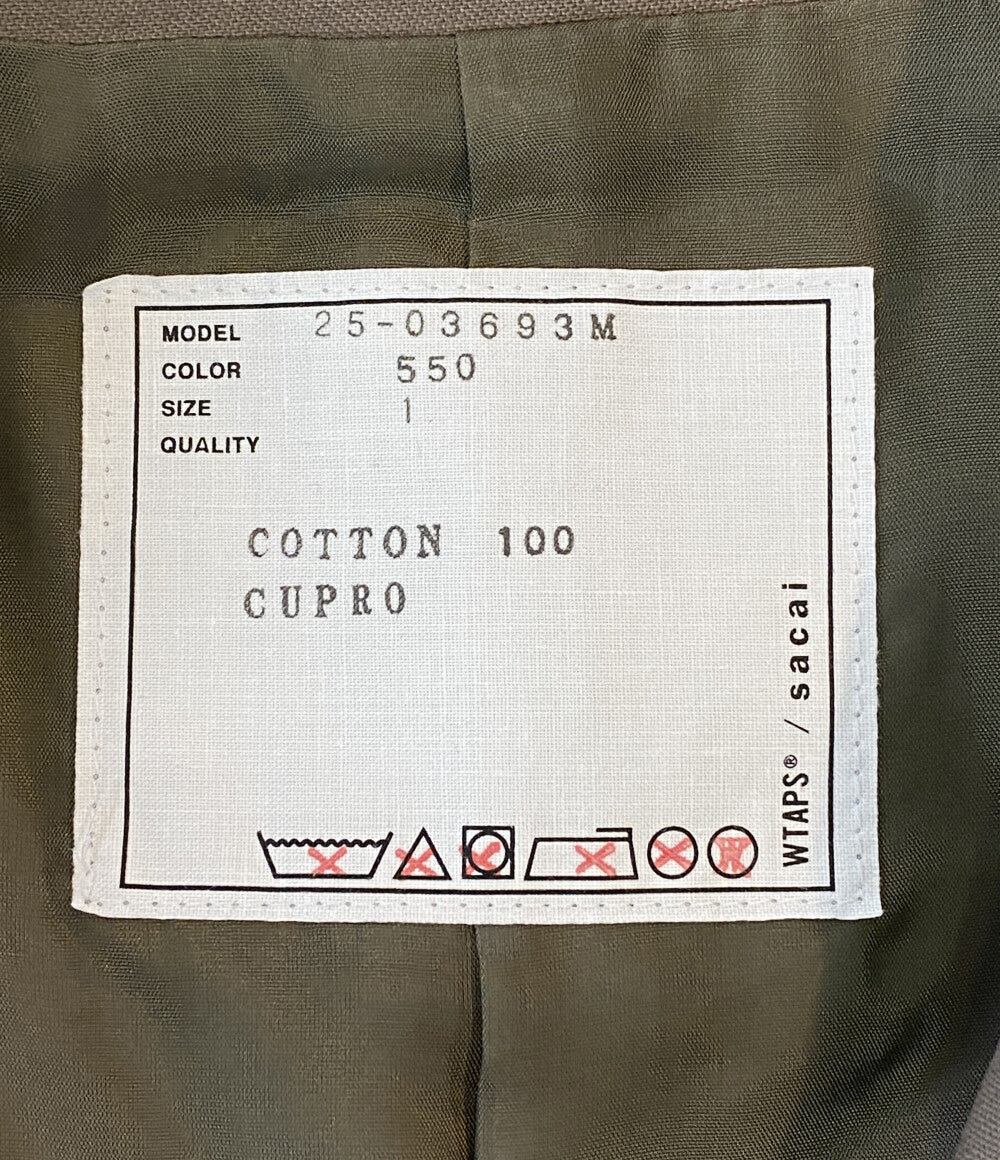 MODEL 25-03693M
COLOR 550
SIZE 1
QUALITY
COTTON 100
CUPRO
WTAPS® / sacai